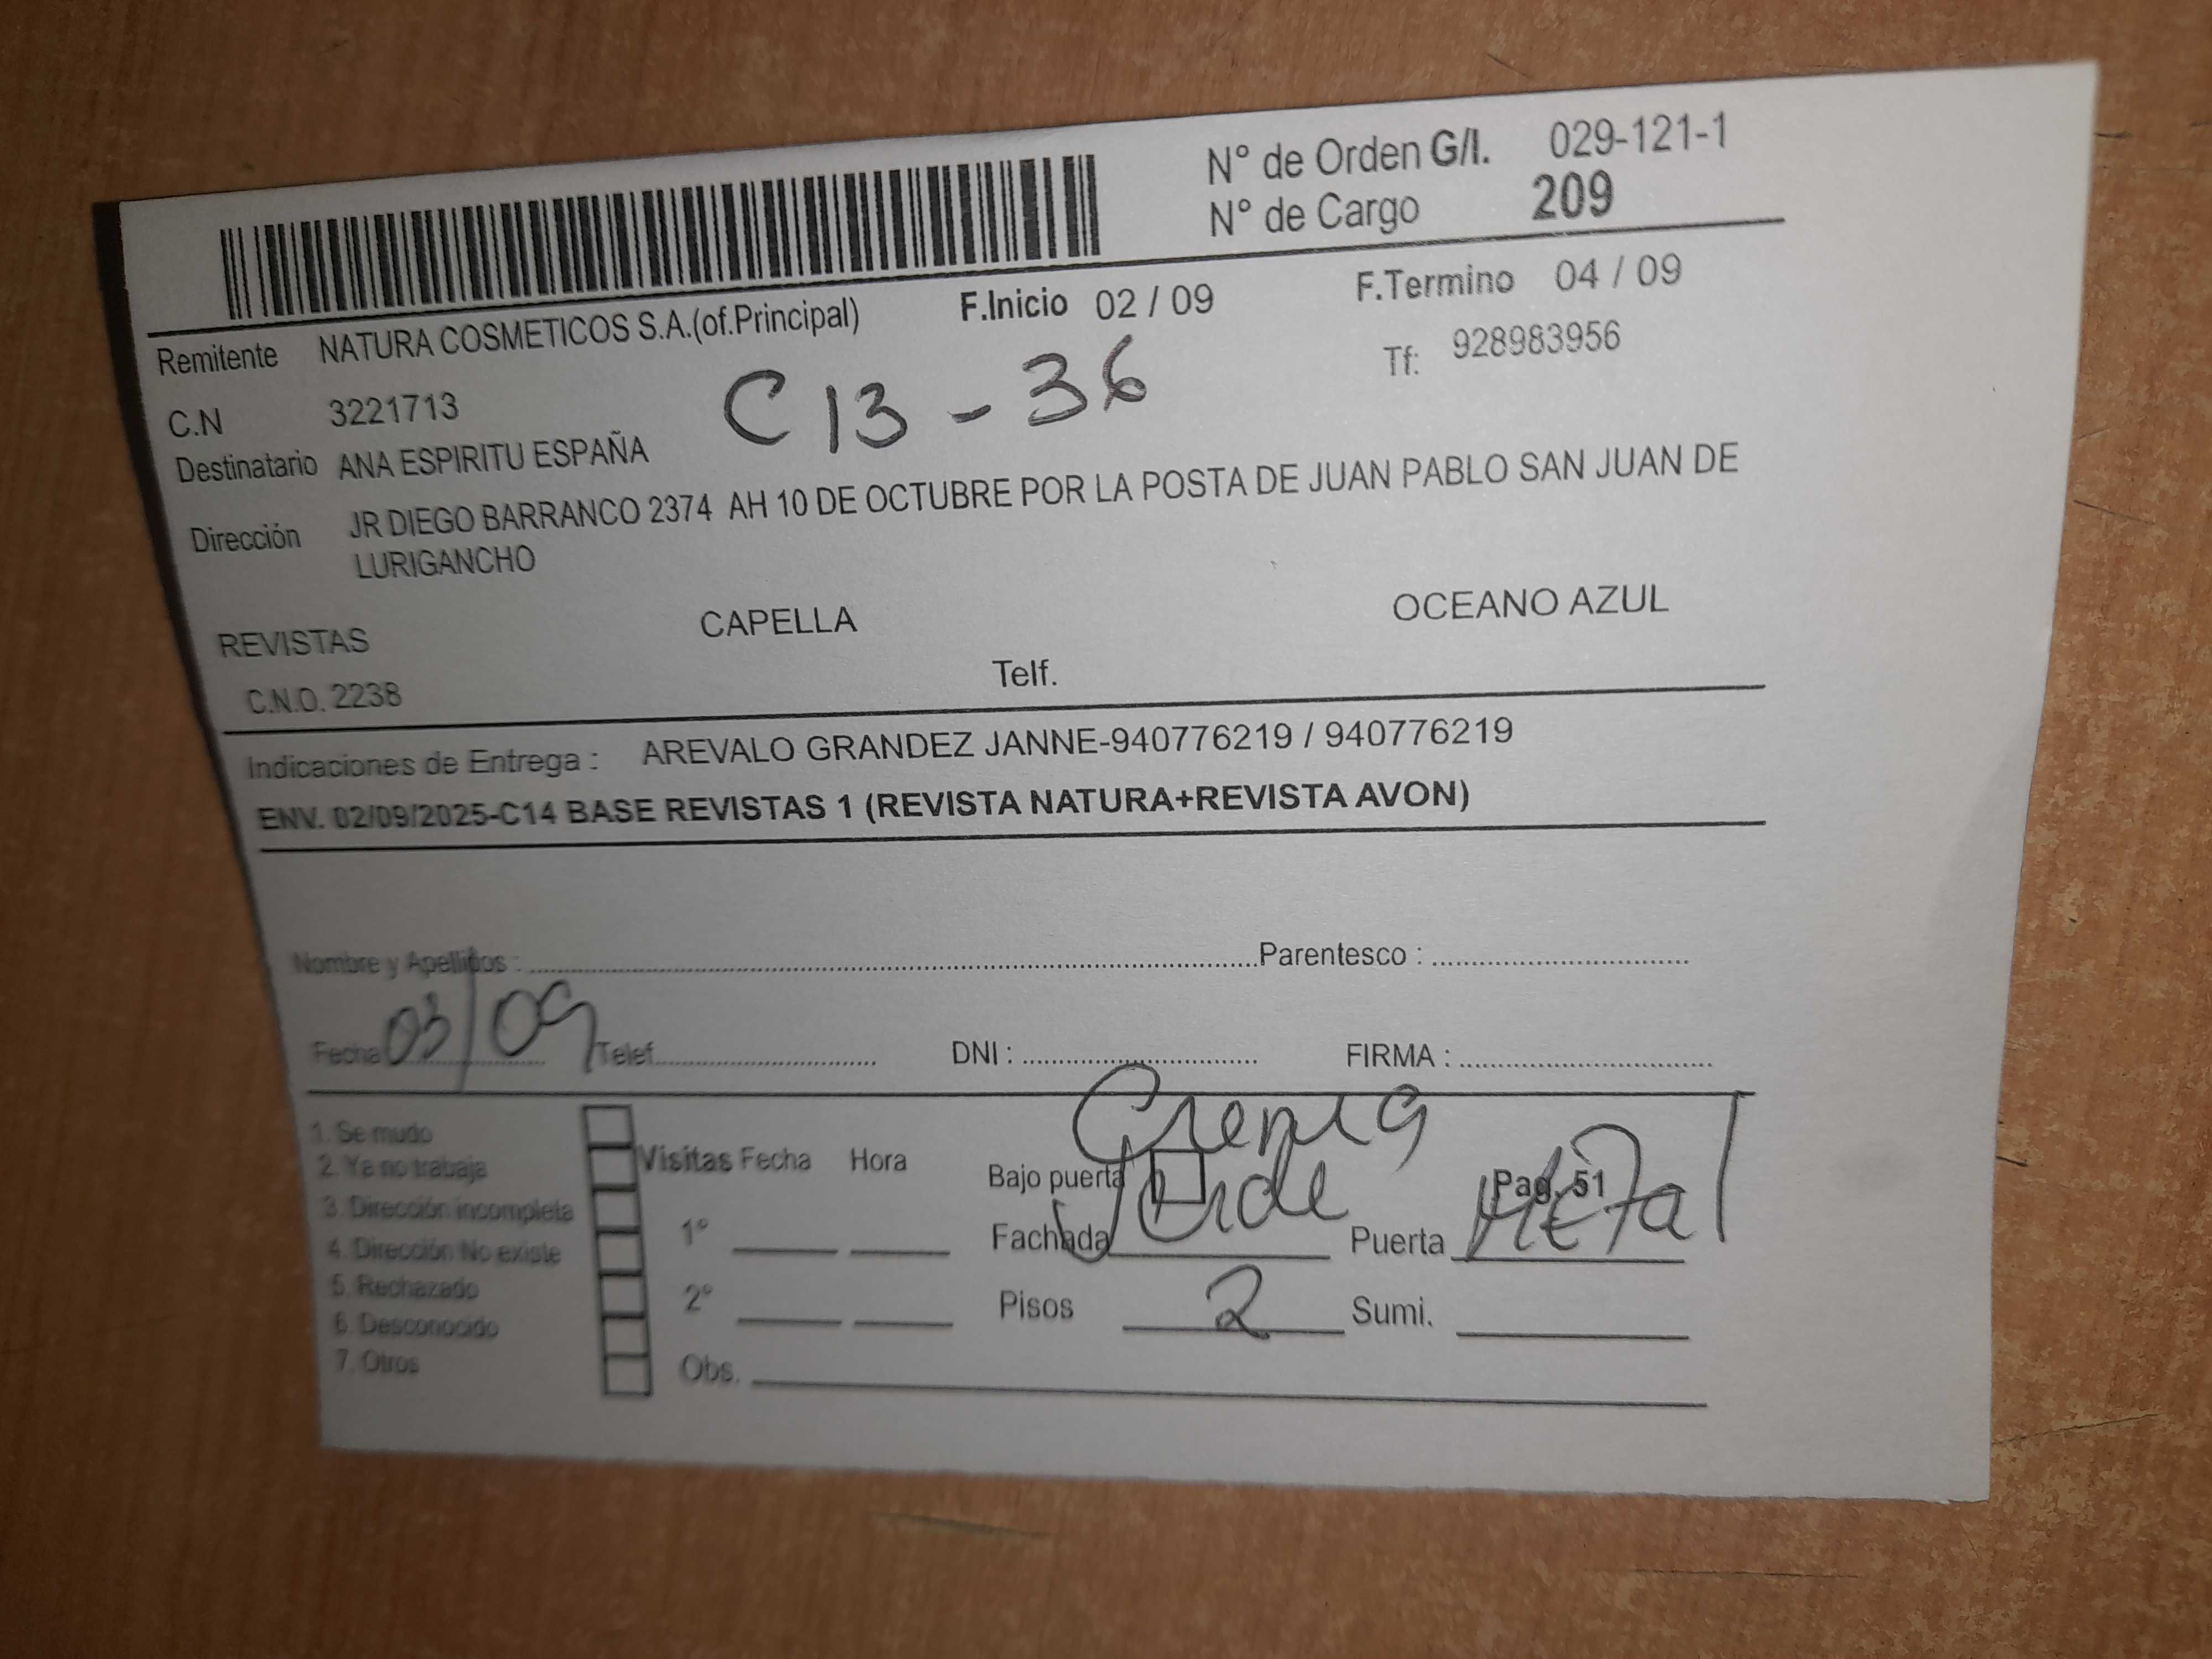 N° de Orden G/I. 029-121-1
N° de Cargo 209
Remitente NATURA COSMETICOS S.A.(of.Principal) F.Inicio 02 / 09 F.Termino 04 / 09
C.N 3221713 C 13 - 36 Tf: 928983956
Destinatario ANA ESPIRITU ESPAÑA
Dirección JR DIEGO BARRANCO 2374 AH 10 DE OCTUBRE POR LA POSTA DE JUAN PABLO SAN JUAN DE
LURIGANCHO
REVISTAS CAPELLA OCEANO AZUL
C.N.O. 2238 Telf.
Indicaciones de Entrega : AREVALO GRANDEZ JANNE-940776219 / 940776219
ENV. 02/09/2025-C14 BASE REVISTAS 1 (REVISTA NATURA+REVISTA AVON)
Nombre y Apellidos : Parentesco :
Fecha 03/09 Telef. DNI : FIRMA :
1. Se mudo
2. Ya no trabaja
3. Dirección incompleta
4. Dirección No existe
5. Rechazado
6. Desconocido
7. Otros
Visitas Fecha Hora
1°
2°
Obs.
Crema
Bajo puerta Pag. 51
Fachada Verde Puerta Metal
Pisos 2 Sumi.